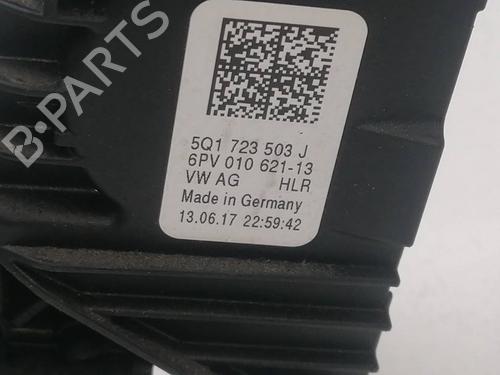 B-PARTS
5Q1 723 503 J
6PV 010 621-13
VW AG HLR
Made in Germany
13.06.17 22:59:42